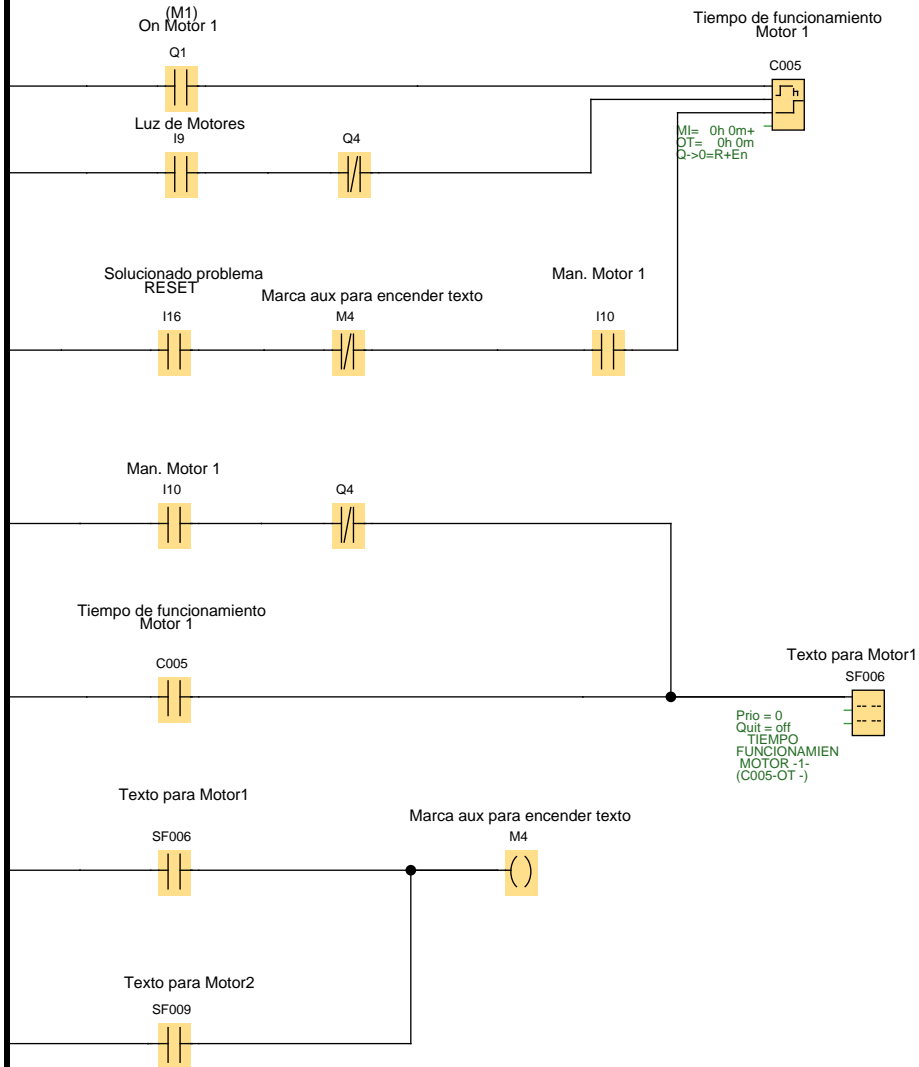 (M1)
On Motor 1
Q1
Tiempo de funcionamiento
Motor 1
C005
Luz de Motores
I9
Q4
MI=   0h 0m+
OT=    0h 0m
Q->0=R+En
Solucionado problema
RESET
I16
Marca aux para encender texto
M4
Man. Motor 1
I10
Man. Motor 1
I10
Q4
Tiempo de funcionamiento
Motor 1
C005
Texto para Motor1
SF006
Prio = 0
Quit = off
TIEMPO
FUNCIONAMIEN
MOTOR -1-
(C005-OT -)
Texto para Motor1
SF006
Marca aux para encender texto
M4
Texto para Motor2
SF009